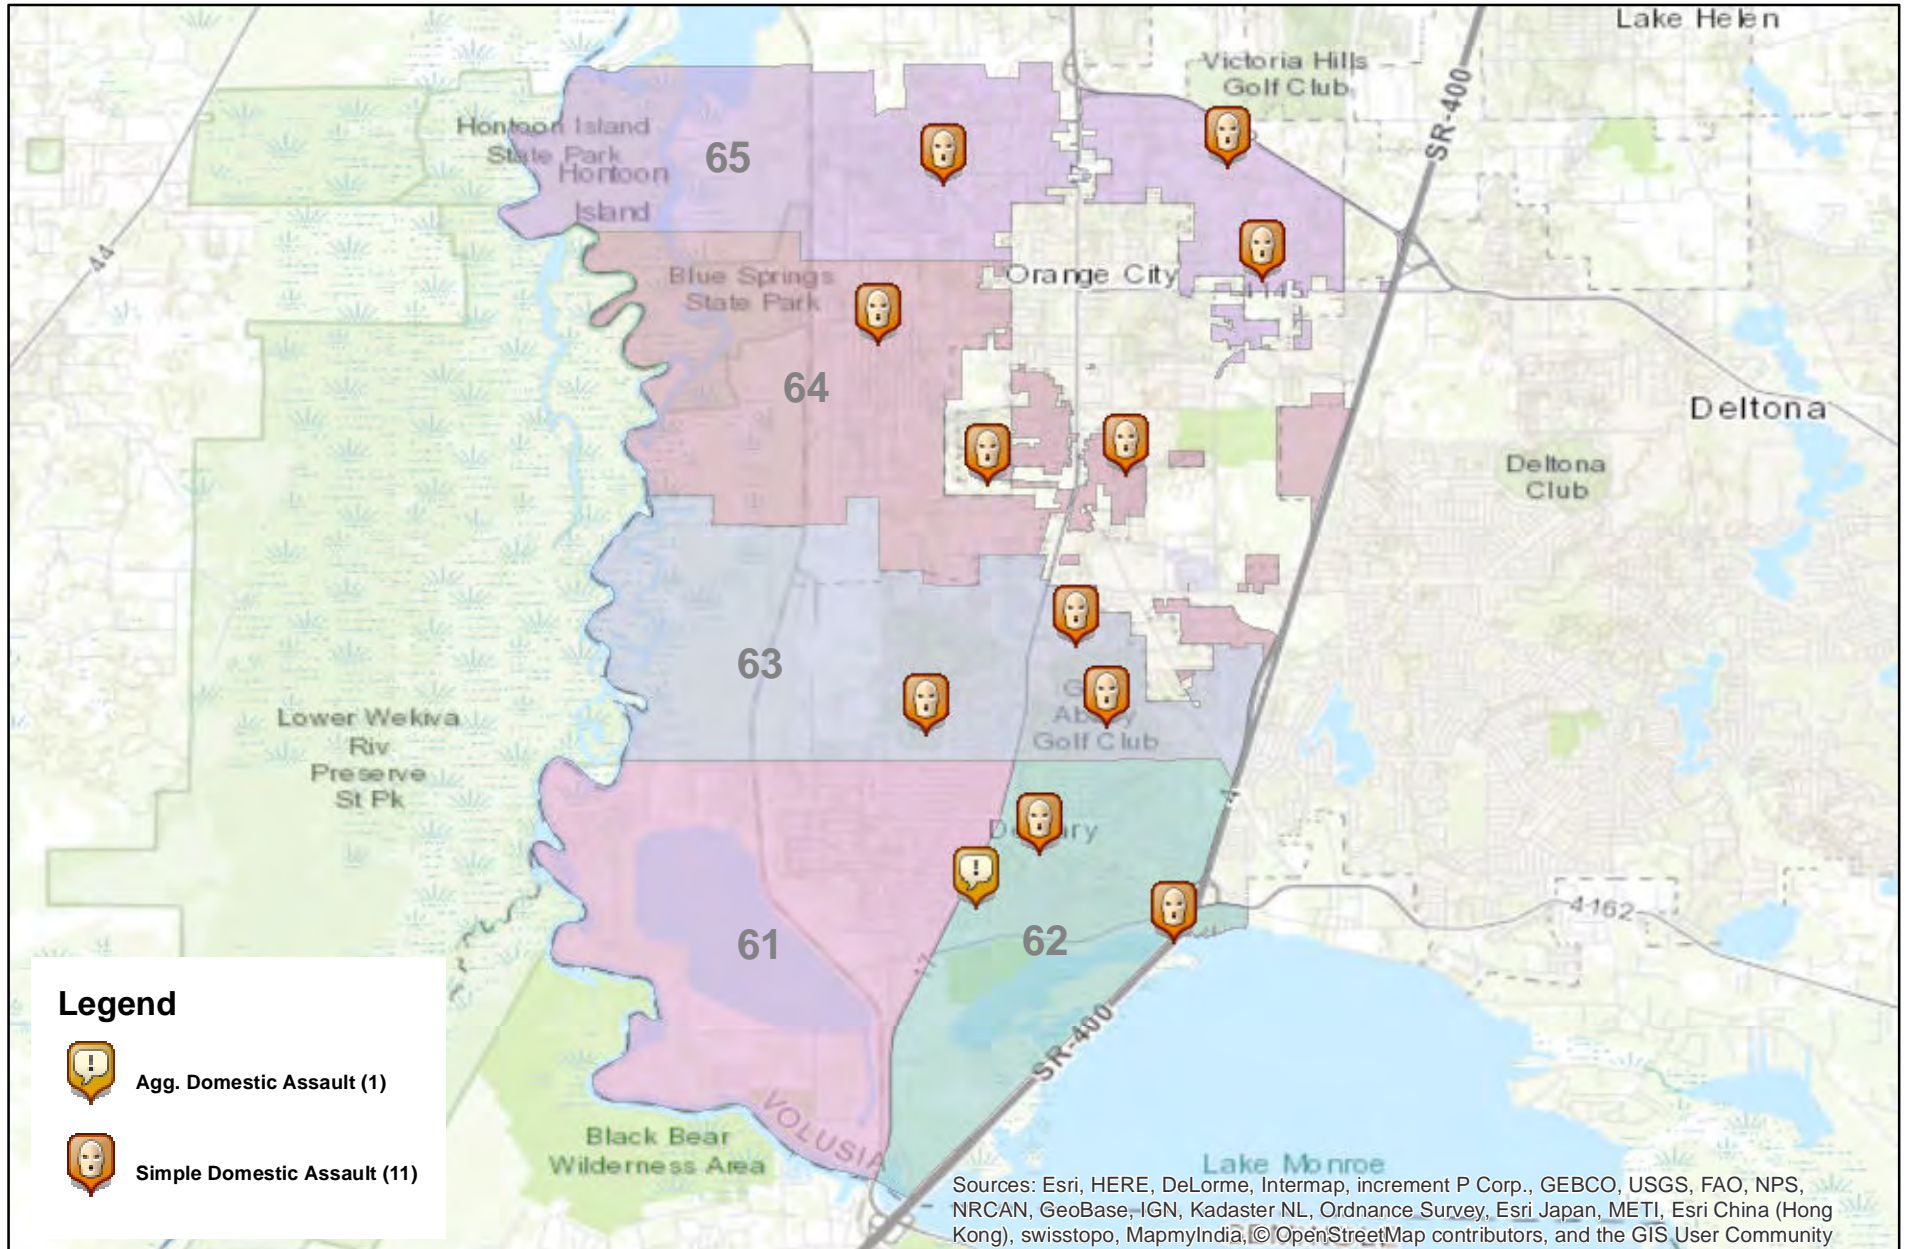 Lake Helen
Victoria Hills
Golf Club
SR-400
Hontoon Island
State Park
Hontoon
Island
65
44
Orange City
Blue Springs
State Park
64
Deltona
Deltona
Club
63
Golf Club
Lower Wekiva
Riv
Preserve
St Pk
4
61
62
17
4162
SR-400
VOLUSIA
Black Bear
Wilderness Area
Lake Monroe
Legend
!
Agg. Domestic Assault (1)
Simple Domestic Assault (11)
Sources: Esri, HERE, DeLorme, Intermap, increment P Corp., GEBCO, USGS, FAO, NPS,
NRCAN, GeoBase, IGN, Kadaster NL, Ordnance Survey, Esri Japan, METI, Esri China (Hong
Kong), swisstopo, MapmyIndia, © OpenStreetMap contributors, and the GIS User Community